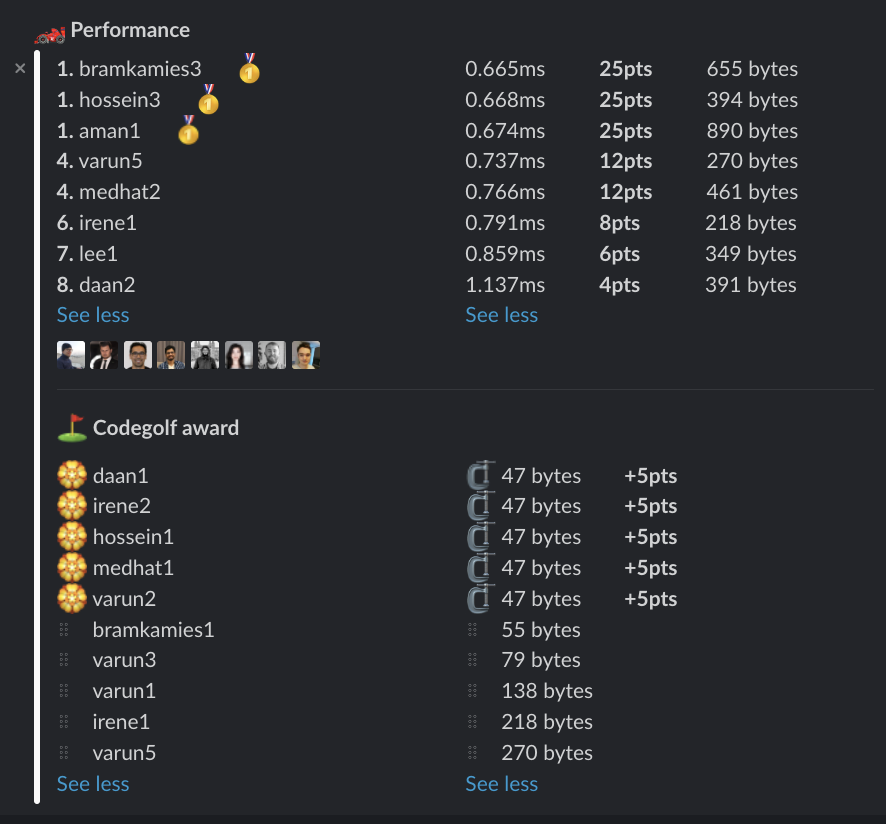 Performance
1. bramkamies3 0.665ms 25pts 655 bytes
1. hossein3 0.668ms 25pts 394 bytes
1. aman1 0.674ms 25pts 890 bytes
4. varun5 0.737ms 12pts 270 bytes
4. medhat2 0.766ms 12pts 461 bytes
6. irene1 0.791ms 8pts 218 bytes
7. lee1 0.859ms 6pts 349 bytes
8. daan2 1.137ms 4pts 391 bytes
See less See less
Codegolf award
daan1 47 bytes +5pts
irene2 47 bytes +5pts
hossein1 47 bytes +5pts
medhat1 47 bytes +5pts
varun2 47 bytes +5pts
bramkamies1 55 bytes
varun3 79 bytes
varun1 138 bytes
irene1 218 bytes
varun5 270 bytes
See less See less